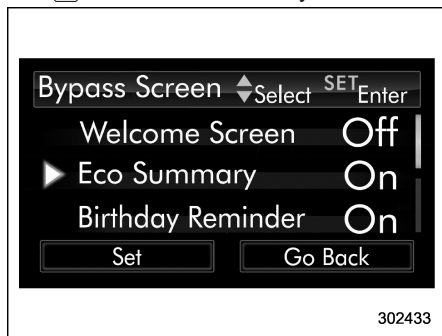 Bypass Screen Select SET Enter
Welcome Screen Off
Eco Summary On
Birthday Reminder On
Set Go Back
302433